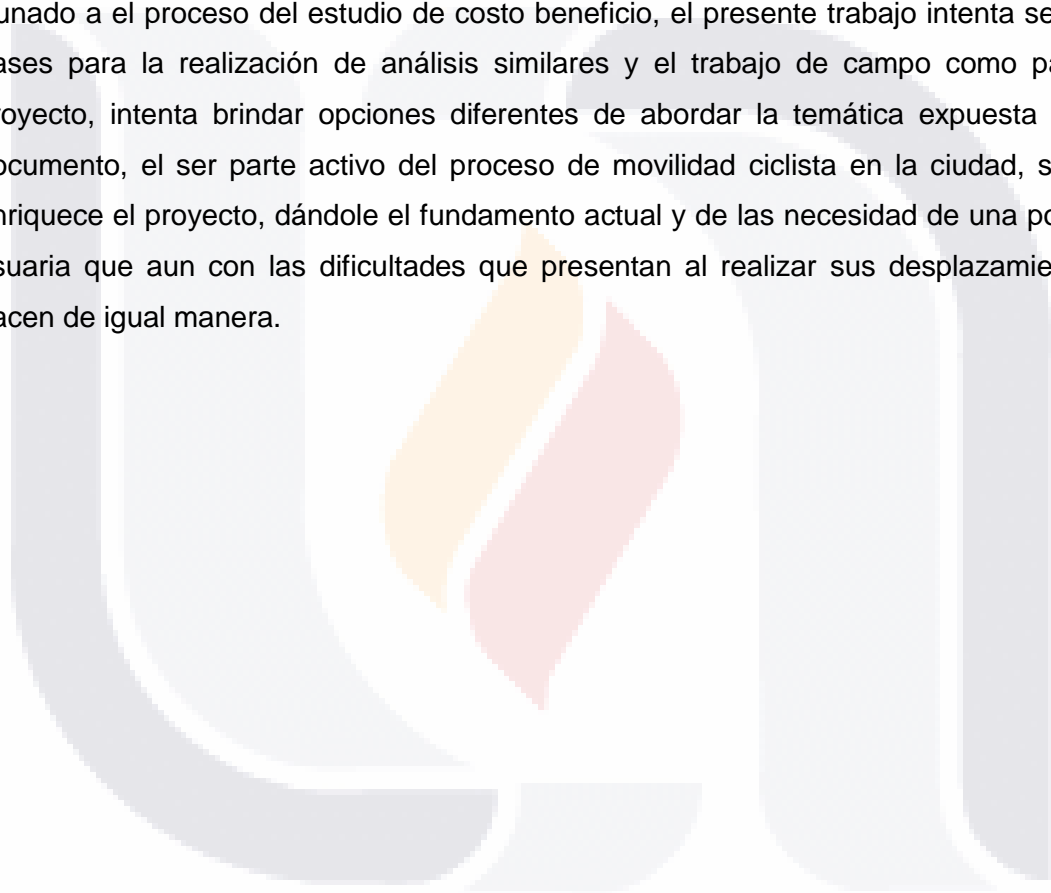 unado a el proceso del estudio de costo beneficio, el presente trabajo intenta se
ases para la realización de análisis similares y el trabajo de campo como pa
royecto, intenta brindar opciones diferentes de abordar la temática expuesta
ocumento, el ser parte activo del proceso de movilidad ciclista en la ciudad, s
nriquece el proyecto, dándole el fundamento actual y de las necesidad de una po
suaria que aun con las dificultades que presentan al realizar sus desplazamie
acen de igual manera.